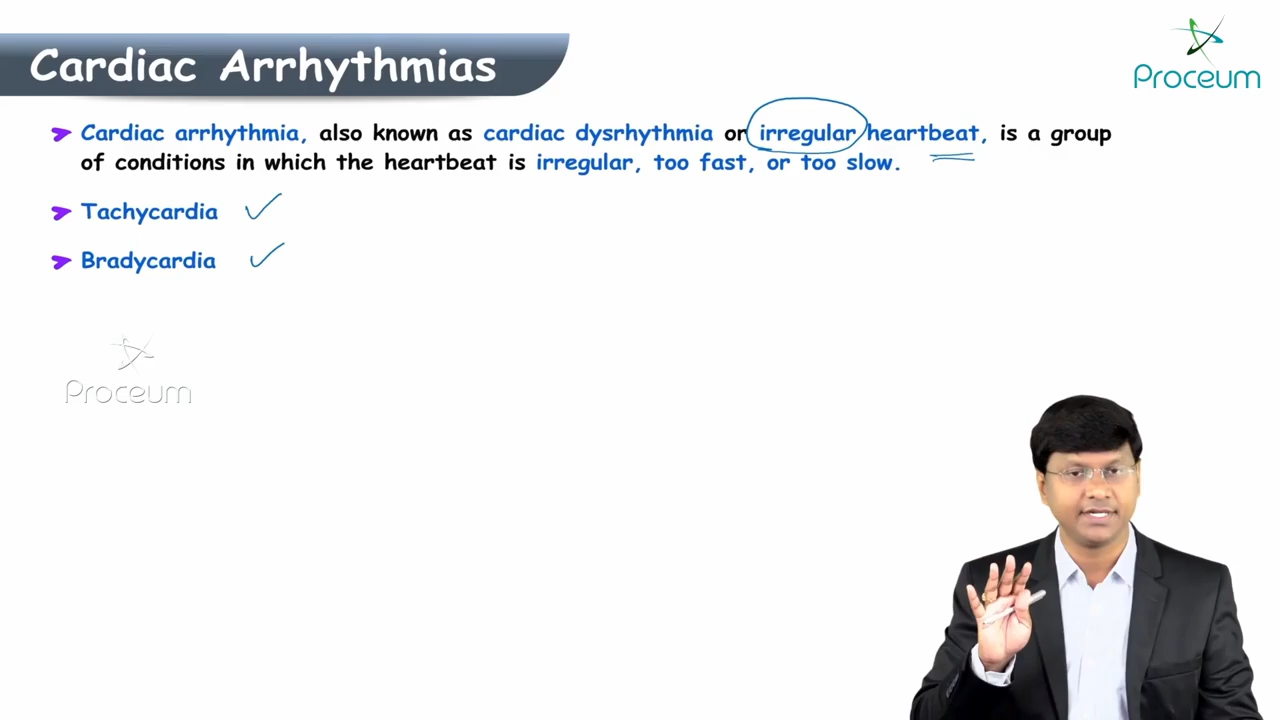 Cardiac Arrhythmias
Proceum
Cardiac arrhythmia, also known as cardiac dysrhythmia or irregular heartbeat, is a group
of conditions in which the heartbeat is irregular, too fast, or too slow.
Tachycardia
Bradycardia
Proceum